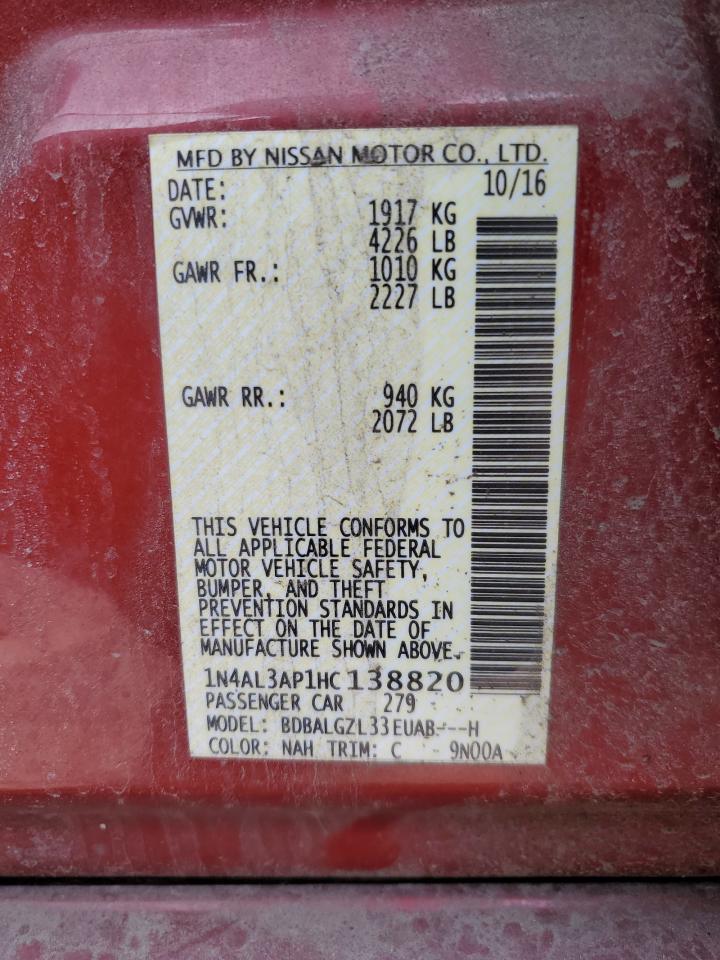 MFD BY NISSAN MOTOR CO., LTD.
DATE: 10/16
GVWR: 1917 KG
4226 LB
GAWR FR.: 1010 KG
2227 LB
GAWR RR.: 940 KG
2072 LB
THIS VEHICLE CONFORMS TO
ALL APPLICABLE FEDERAL
MOTOR VEHICLE SAFETY,
BUMPER, AND THEFT
PREVENTION STANDARDS IN
EFFECT ON THE DATE OF
MANUFACTURE SHOWN ABOVE.
1N4AL3AP1HC138820
PASSENGER CAR 279
MODEL: BDBALGZL33EUAB---H
COLOR: NAH TRIM: C - 9N00A